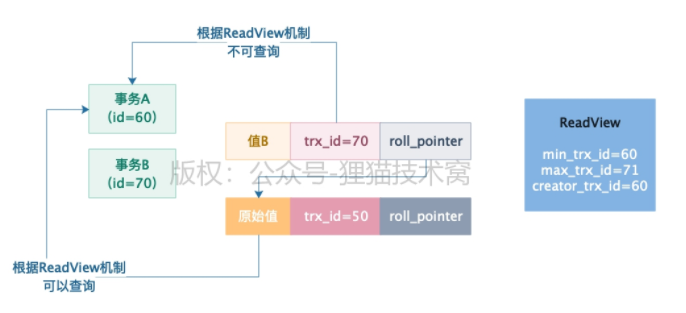 根据ReadView机制
不可查询
事务A
（id=60）
值B
trx_id=70
roll_pointer
事务B
（id=70）
版权：公众号-狸猫技术窝
原始值
trx_id=50
roll_pointer
根据ReadView机制
可以查询
ReadView
min_trx_id=60
max_trx_id=71
creator_trx_id=60